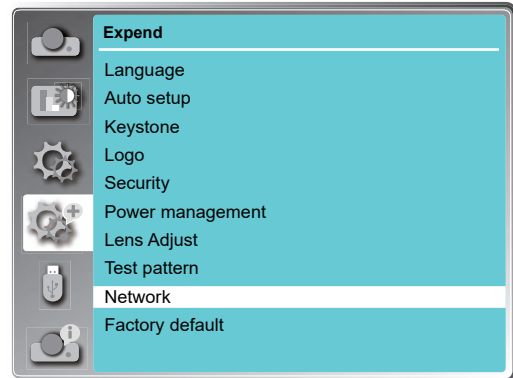 Expend
Language
Auto setup
Keystone
Logo
Security
Power management
Lens Adjust
Test pattern
Network
Factory default